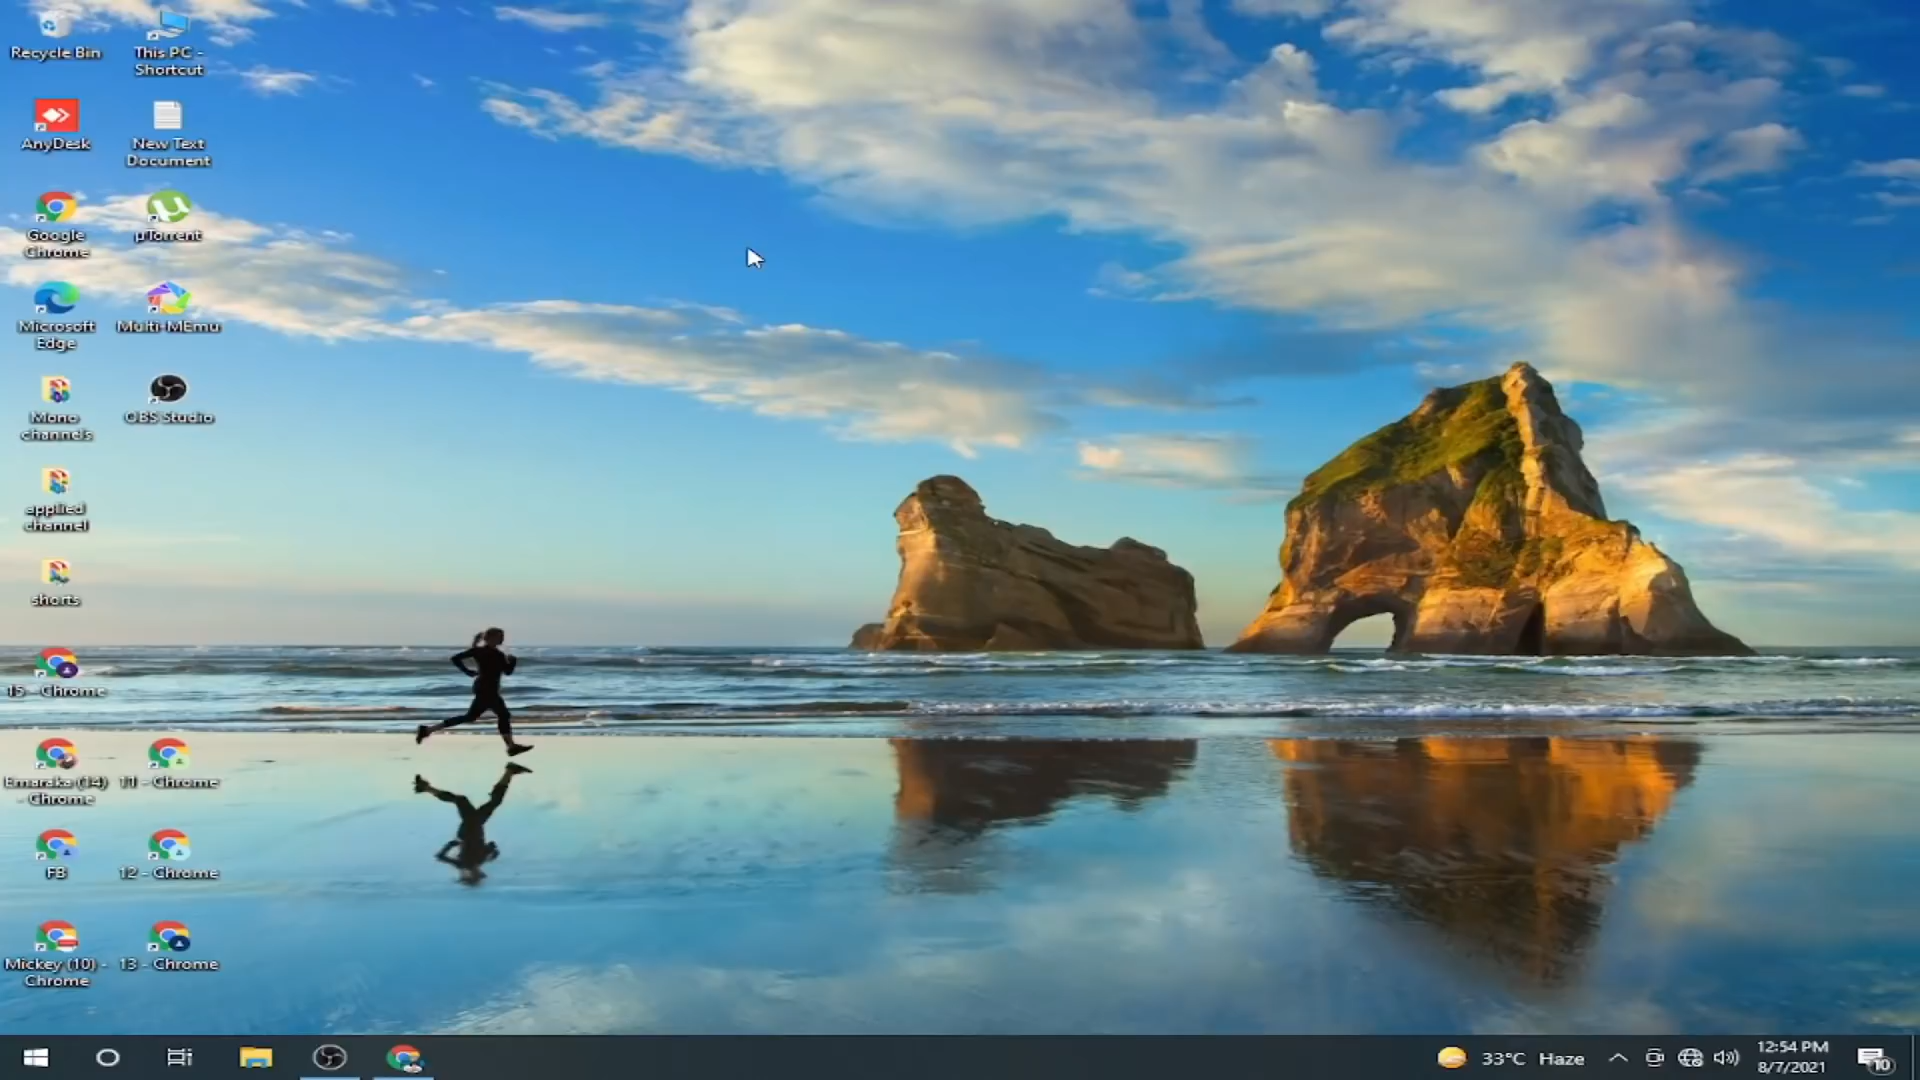 Recycle Bin
This PC -
Shortcut
AnyDesk
New Text
Document
Google
Chrome
µTorrent
Microsoft
Edge
Multi-MEmu
Mono
channels
OBS Studio
applied
channel
shorts
15 - Chrome
Emaraka (14)
- Chrome
11 - Chrome
FB
12 - Chrome
Mickey (10) -
Chrome
13 - Chrome
33°C Haze
12:54 PM
8/7/2021
10